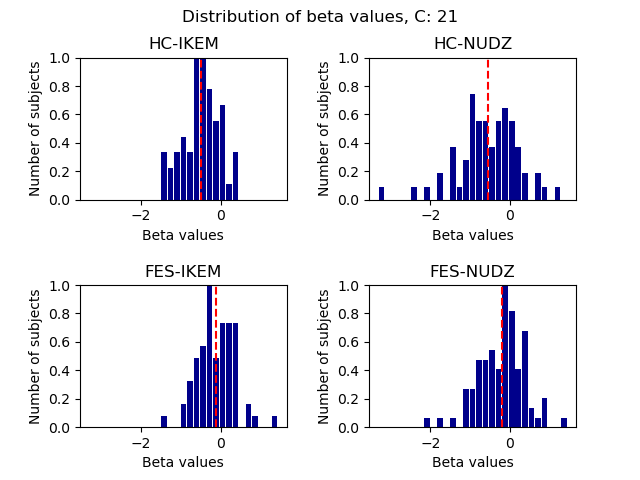 Distribution of beta values, C: 21
HC-IKEM
HC-NUDZ
1.0
0.8
0.6
0.4
0.2
0.0
Number of subjects
−2
0
Beta values
1.0
0.8
0.6
0.4
0.2
0.0
Number of subjects
−2
0
Beta values
FES-IKEM
FES-NUDZ
1.0
0.8
0.6
0.4
0.2
0.0
Number of subjects
−2
0
Beta values
1.0
0.8
0.6
0.4
0.2
0.0
Number of subjects
−2
0
Beta values